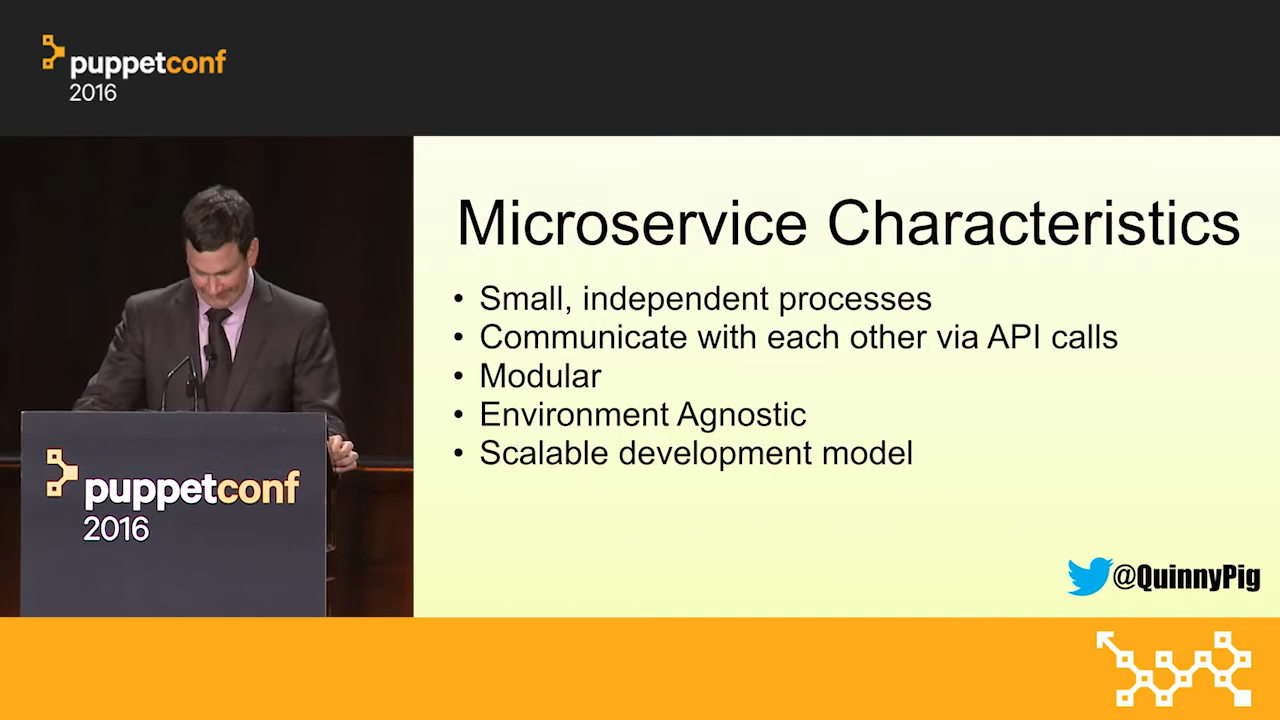 puppetconf
2016
Microservice Characteristics
• Small, independent processes
• Communicate with each other via API calls
• Modular
• Environment Agnostic
• Scalable development model
puppetconf
2016
@QuinnyPig